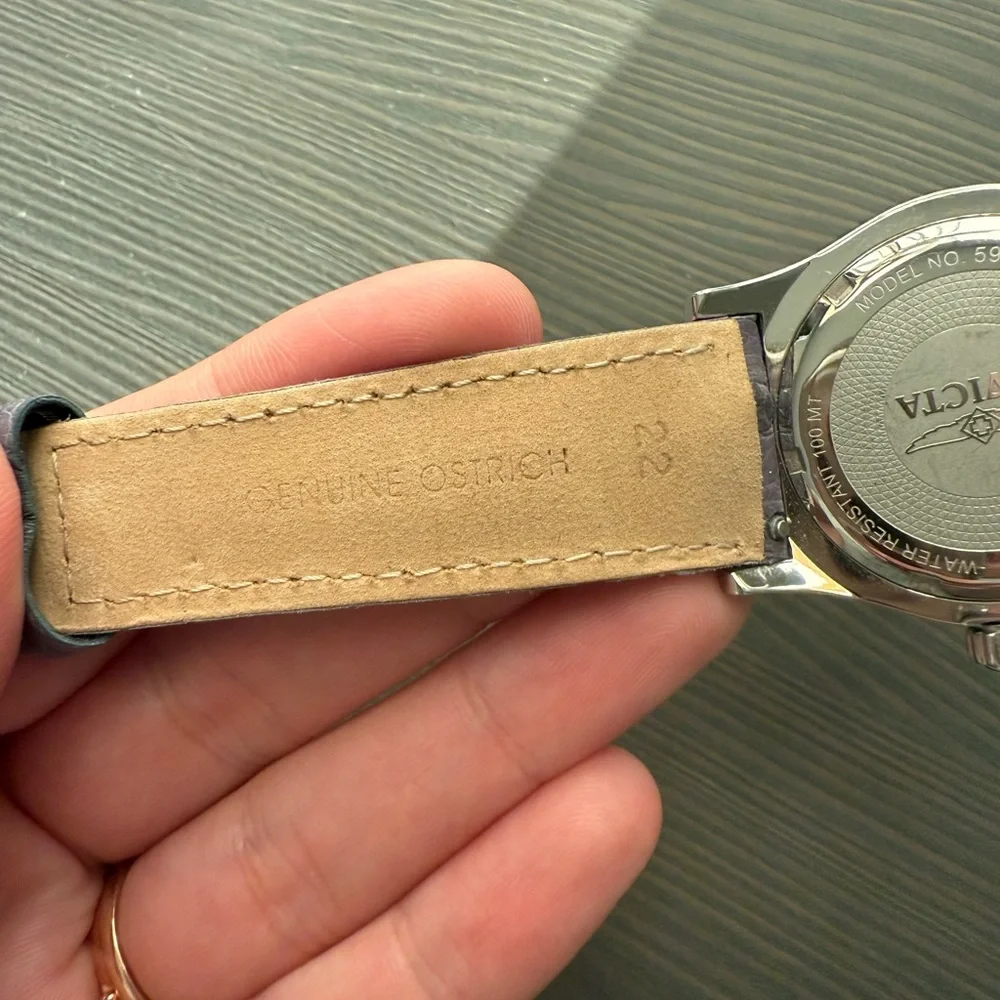 GENUINE OSTRICH
22
MODEL NO. 59
WATER RESISTANT 100 MT